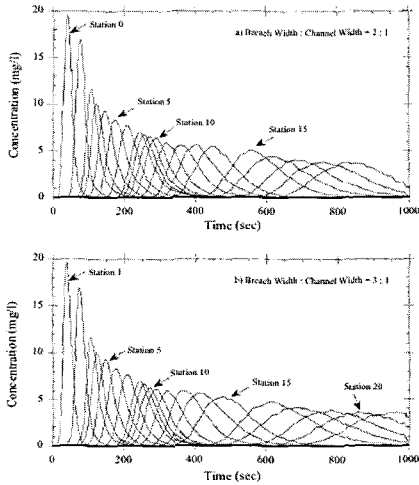 20
15
10
5
0
Concentration (mg/l)
Station 0
a) Breach Width : Channel Width = 2 : 1
Station 5
Station 10
Station 15
0 200 400 600 800 1000
Time (sec)
20
15
10
5
0
Concentration (mg/l)
Station 1
b) Breach Width : Channel Width = 3 : 1
Station 5
Station 10
Station 15
Station 20
0 200 400 600 800 1000
Time (sec)